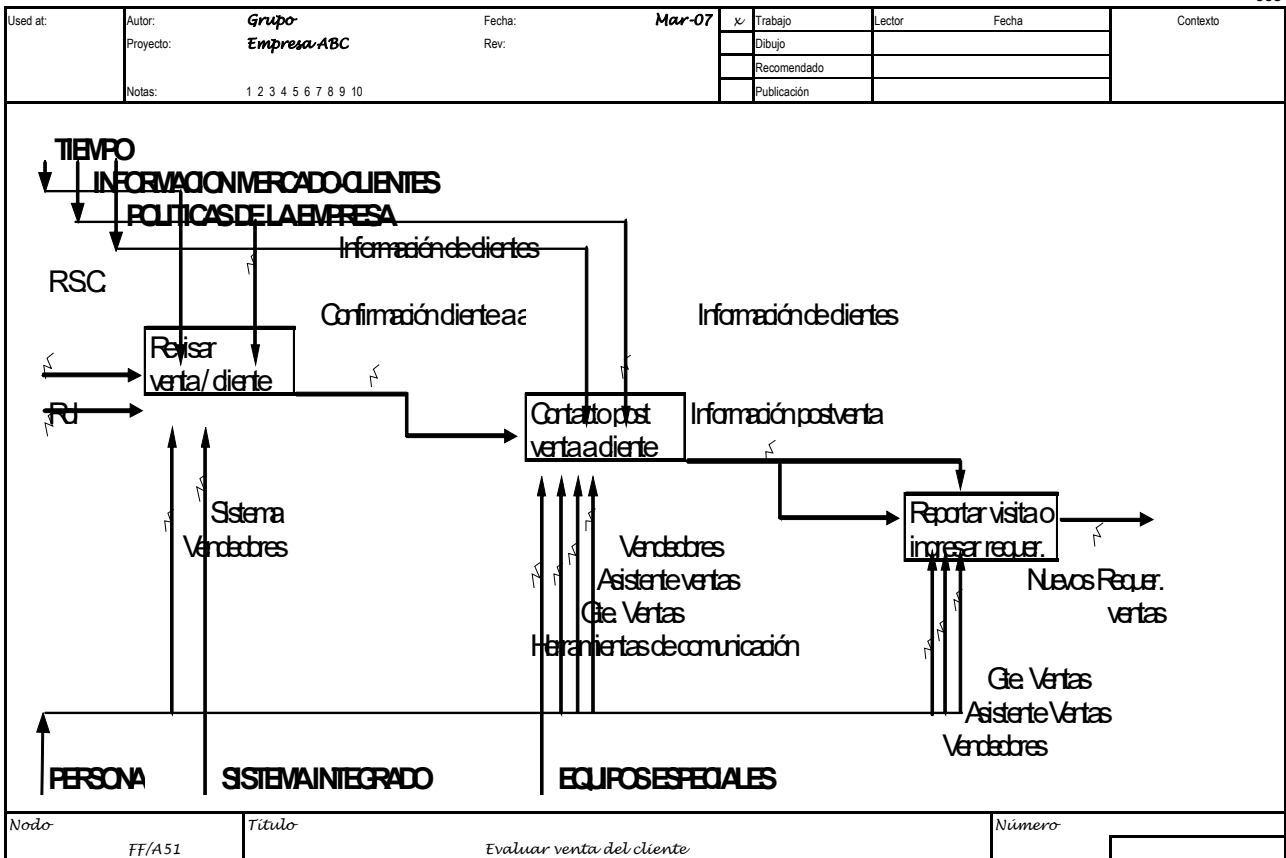 Used at:
Autor: Grupo Fecha: Mar-07 x Trabajo Lector Fecha Contexto
Proyecto: Empresa ABC Rev: Dibujo
Recomendado
Notas: 1 2 3 4 5 6 7 8 9 10 Publicación
TIEMPO
INFORMACION MERCADO-CLIENTES
POLITICAS DE LA EMPRESA
Información de clientes
R.S.C.
Confirmación cliente a a
Información de clientes
Revisar
venta / cliente
Contatto post
venta a cliente
Información postventa
Sistema
Vendedores
Vendedores
Asistente ventas
Gte. Ventas
Herramientas de comunicación
Reportar visita o
ingresar requer.
Nuevos Requer.
ventas
Gte. Ventas
Asistente Ventas
Vendedores
PERSONA
SISTEMA INTEGRADO
EQUIPOS ESPECIALES
Nodo Título Número
FF/A51 Evaluar venta del cliente